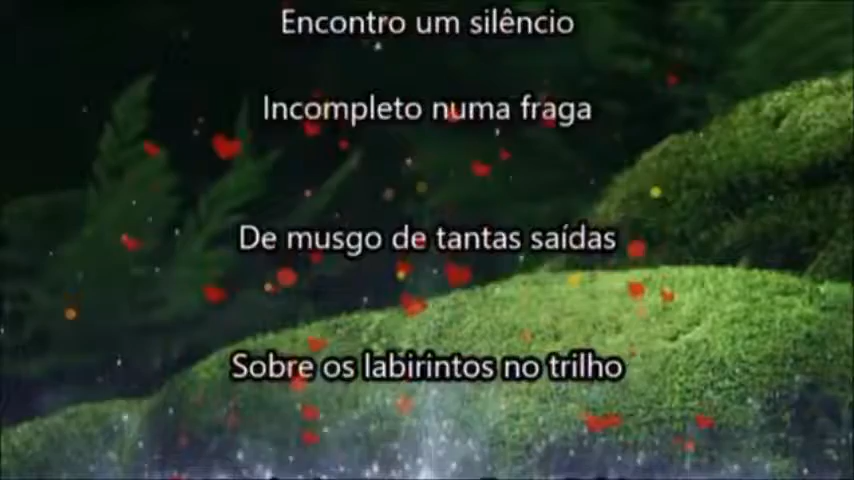 Encontro um silêncio
Incompleto numa fraga
De musgo de tantas saídas
Sobre os labirintos no trilho